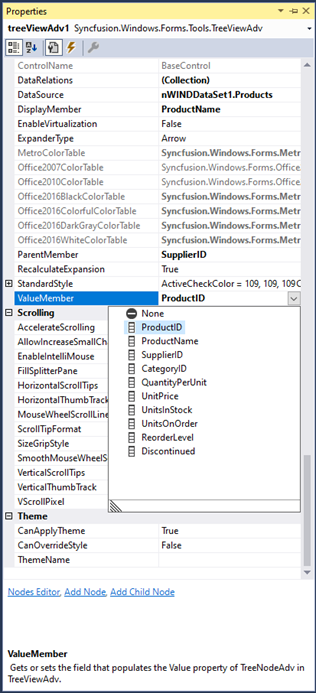 Properties
treeViewAdv1 Syncfusion.Windows.Forms.Tools.TreeViewAdv
ControlName BaseControl
DataRelations (Collection)
DataSource nWINDDataSet1.Products
DisplayMember ProductName
EnableVirtualization False
ExpanderType Arrow
MetroColorTable Syncfusion.Windows.Forms.Metr
Office2007ColorTable Syncfusion.Windows.Forms.Office
Office2010ColorTable Syncfusion.Windows.Forms.Office
Office2016BlackColorTable Syncfusion.Windows.Forms.Metr
Office2016ColorfulColorTable Syncfusion.Windows.Forms.Metr
Office2016DarkGrayColorTable Syncfusion.Windows.Forms.Metr
Office2016WhiteColorTable Syncfusion.Windows.Forms.Metr
ParentMember SupplierID
RecalculateExpansion True
StandardStyle ActiveCheckColor = 109, 109, 109
ValueMember ProductID
Scrolling
None
AccelerateScrolling
ProductID
AllowIncreaseSmallCha
ProductName
EnableIntelliMouse
SupplierID
FillSplitterPane
CategoryID
HorizontalScrollTips
QuantityPerUnit
HorizontalThumbTrack
UnitPrice
MouseWheelScrollLine
UnitsInStock
ScrollTipFormat
UnitsOnOrder
SizeGripStyle
ReorderLevel
SmoothMouseWheelS
Discontinued
VerticalScrollTips
VerticalThumbTrack
VScrollPixel
Theme
CanApplyTheme True
CanOverrideStyle False
ThemeName
Nodes Editor, Add Node, Add Child Node
ValueMember
Gets or sets the field that populates the Value property of TreeNodeAdv in
TreeViewAdv.